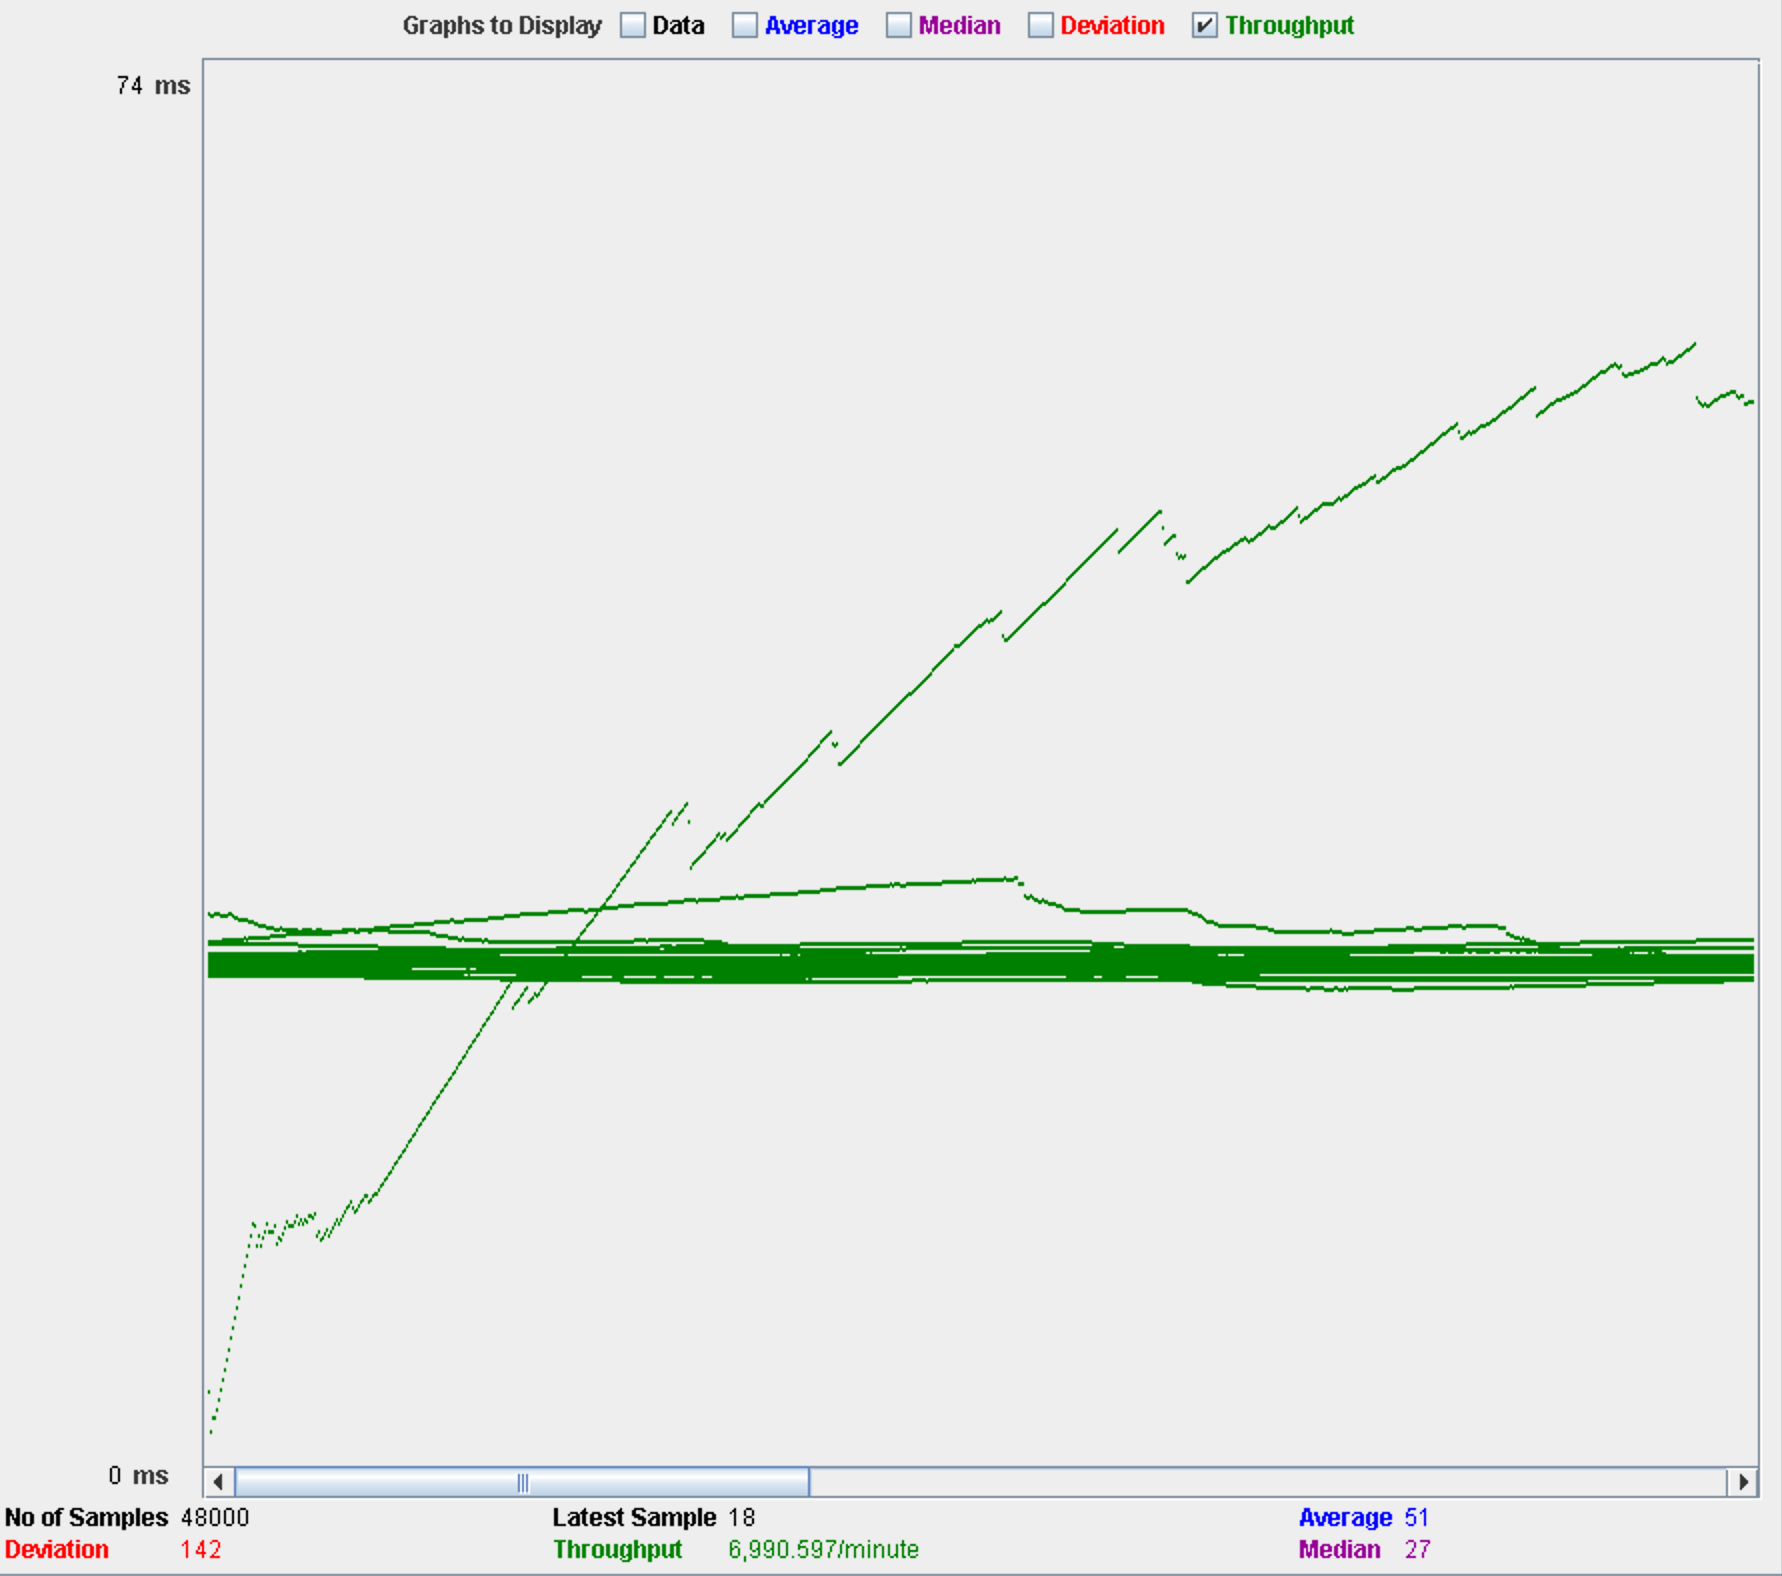 Graphs to Display Data Average Median Deviation Throughput
74 ms
0 ms
No of Samples 48000 Latest Sample 18 Average 51
Deviation 142 Throughput 6,990.597/minute Median 27